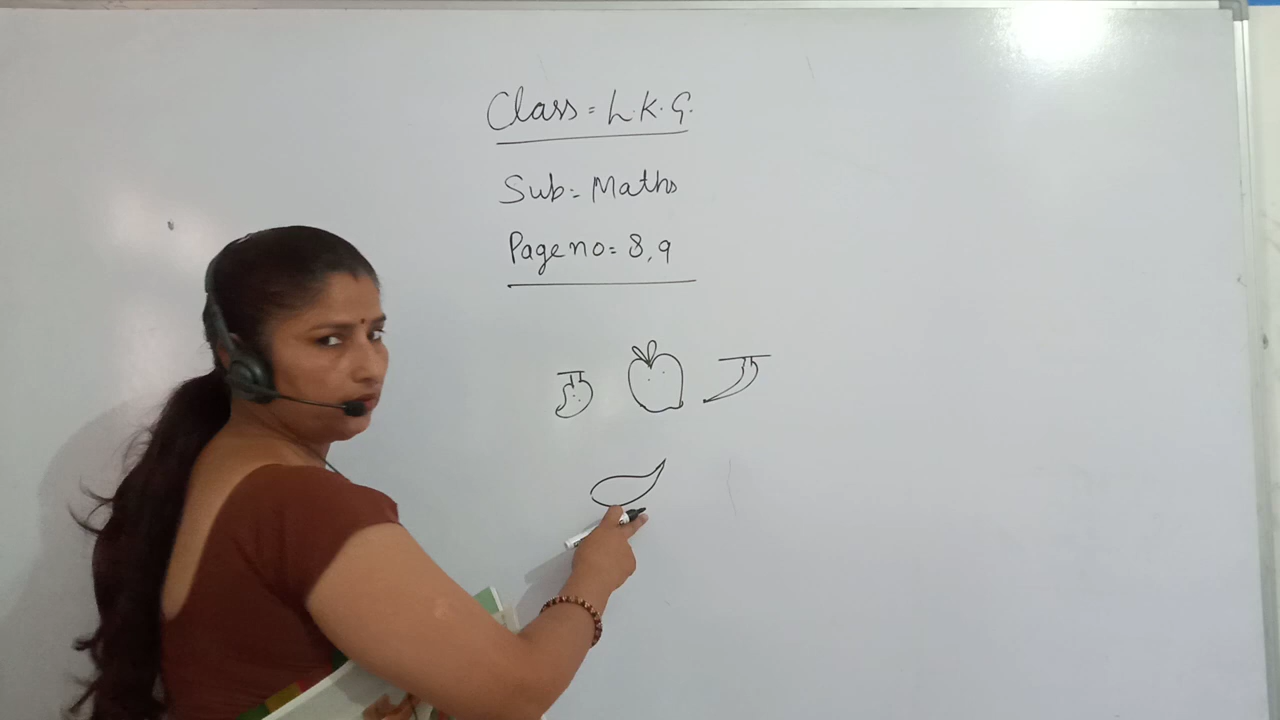 Class = L.K.G.
Sub = Maths
Page no = 8, 9